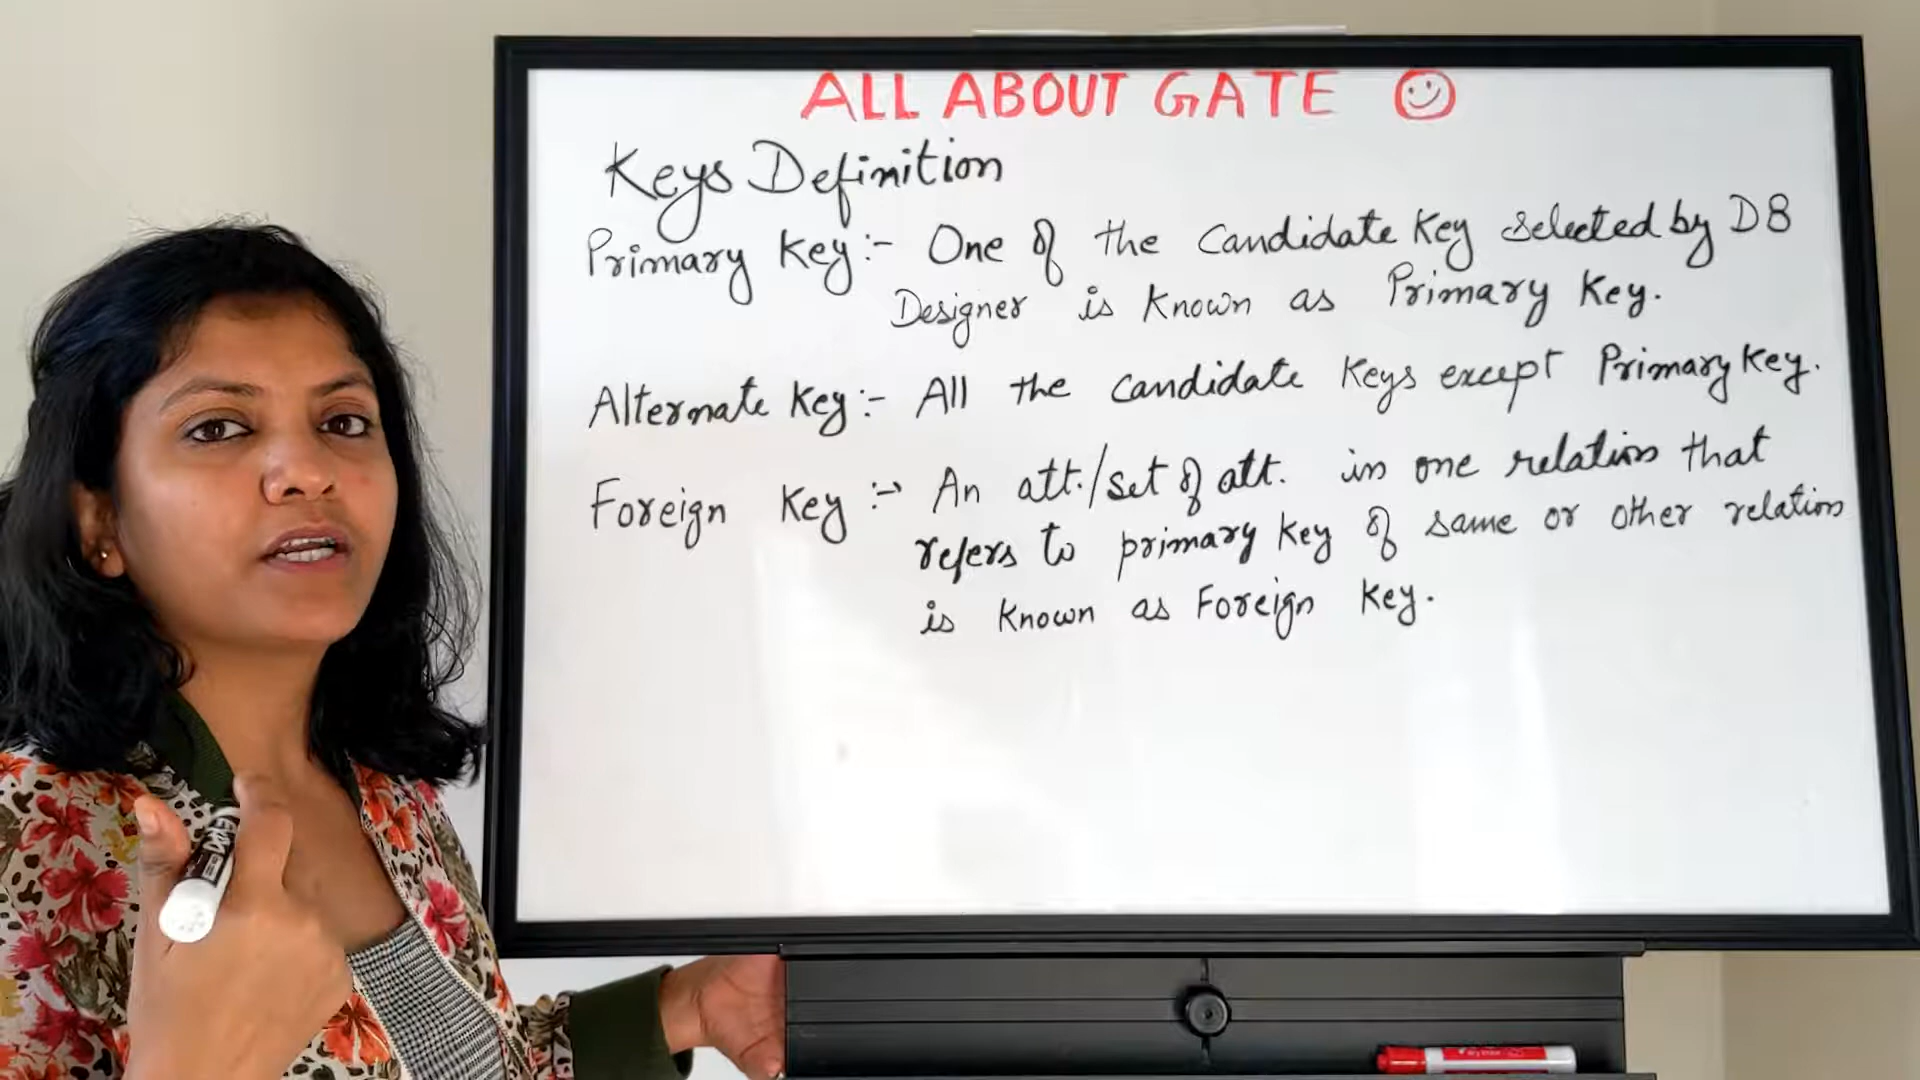 ALL ABOUT GATE
Keys Definition
Primary Key:- One of the Candidate Key selected by DB
Designer is known as Primary Key.
Alternate Key:- All the candidate Keys except Primary Key.
Foreign Key:- An att./set of att. in one relation that
refers to primary key of same or other relation
is known as Foreign Key.
EXPO